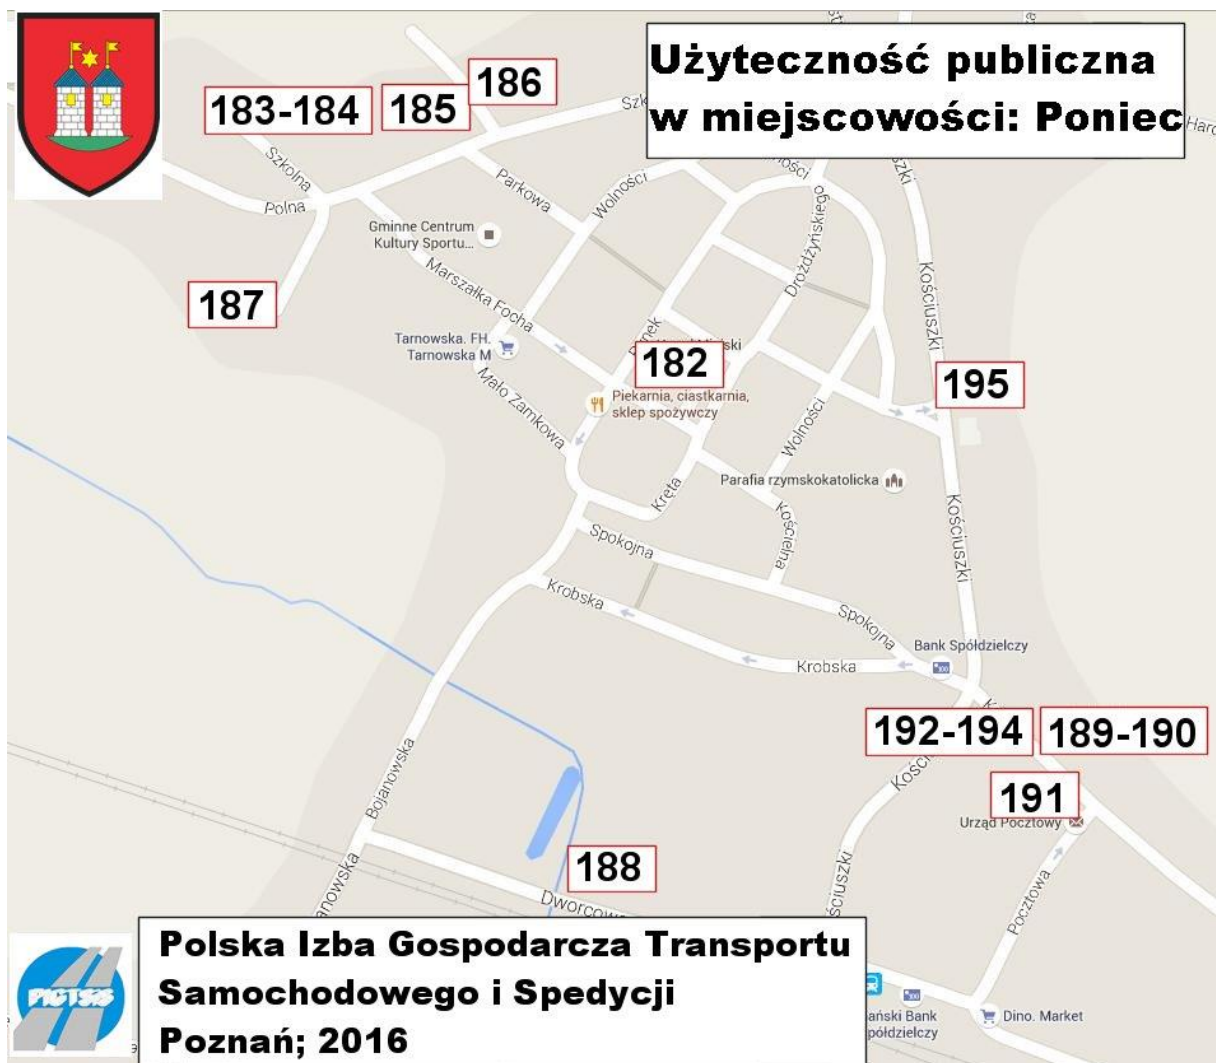 Użyteczność publiczna
w miejscowości: Poniec
186
183-184
185
Szkolna
Polna
Parkowa
Wolności
Gminne Centrum
Kultury Sportu...
Drożdżyńskiego
Kościuszki
Marszałka Focha
187
Tarnowska. FH.
Tarnowska M
182
195
Piekarnia, ciastkarnia,
sklep spożywczy
Mało Zamkowa
Wolności
Parafia rzymskokatolicka
Kręta
Kościelna
Kościuszki
Spokojna
Krobska
Spokojna
Bank Spółdzielczy
Krobska
192-194
189-190
Bojanowska
191
Urząd Pocztowy
188
Pocztowa
Polska Izba Gospodarcza Transportu
Samochodowego i Spedycji
Poznań; 2016
PIGTSiS
Dino. Market